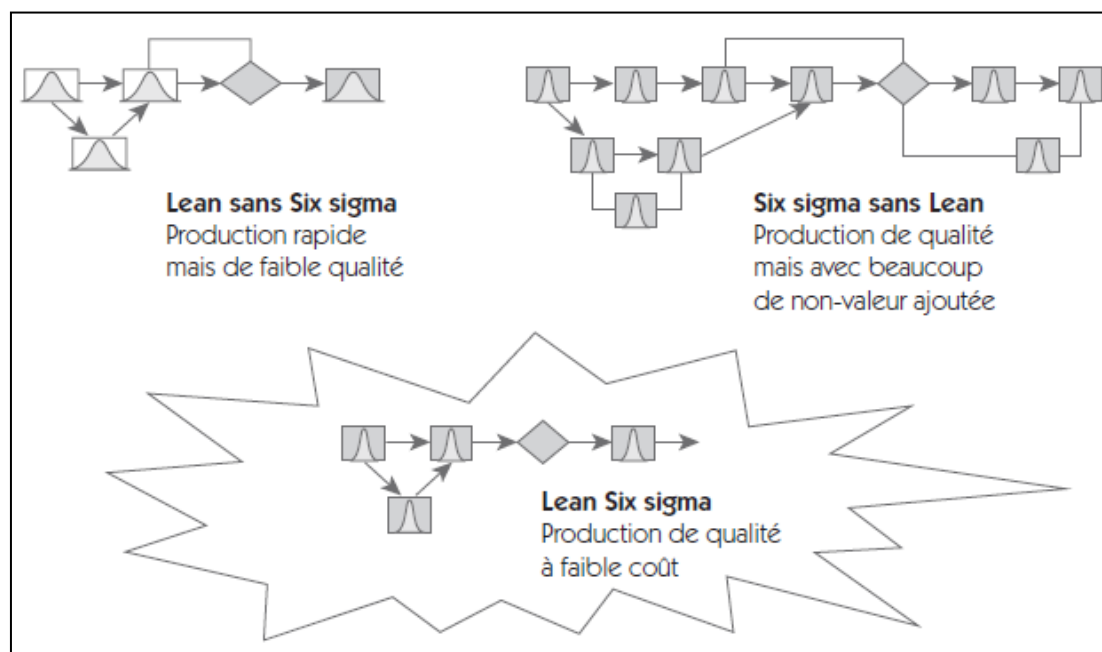 Lean sans Six sigma
Production rapide
mais de faible qualité
Six sigma sans Lean
Production de qualité
mais avec beaucoup
de non-valeur ajoutée
Lean Six sigma
Production de qualité
à faible coût